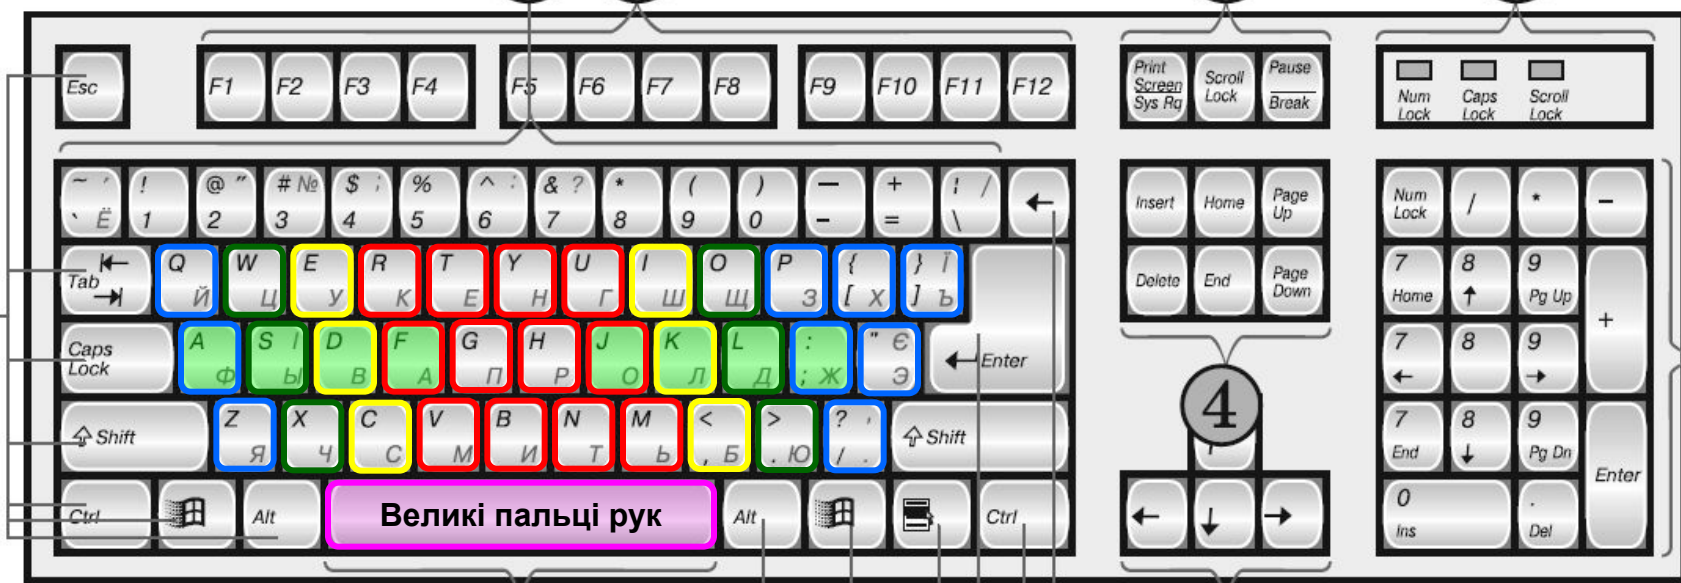 Esc F1 F2 F3 F4 F5 F6 F7 F8 F9 F10 F11 F12
Print Screen Sys Rq
Scroll Lock
Pause Break
Num Lock
Caps Lock
Scroll Lock
~ ' ` Ё
! 1
@ " 2
# № 3
$ ; 4
% 5
^ : 6
& ? 7
* 8
( 9
) 0
— -
+ =
¦ / \
←
Insert Home Page Up
Num Lock / * -
Tab
Q Й W Ц E У R К T Е Y Н U Г I Ш O Щ P З { [ Х } ] Ї Ъ
Delete End Page Down
7 Home 8 ↑ 9 Pg Up +
Caps Lock
A Ф S І Ы D В F А G П H Р J О K Л L Д : ; Ж " Є Э
← Enter
7 ← 8 9 →
4
Shift
Z Я X Ч C С V М B И N Т M Ь < , Б > . Ю ? / ' .
Shift
7 End 8 ↓ 9 Pg Dn Enter
Ctrl Alt Великі пальці рук Alt Ctrl
← ↓ →
0 Ins . Del